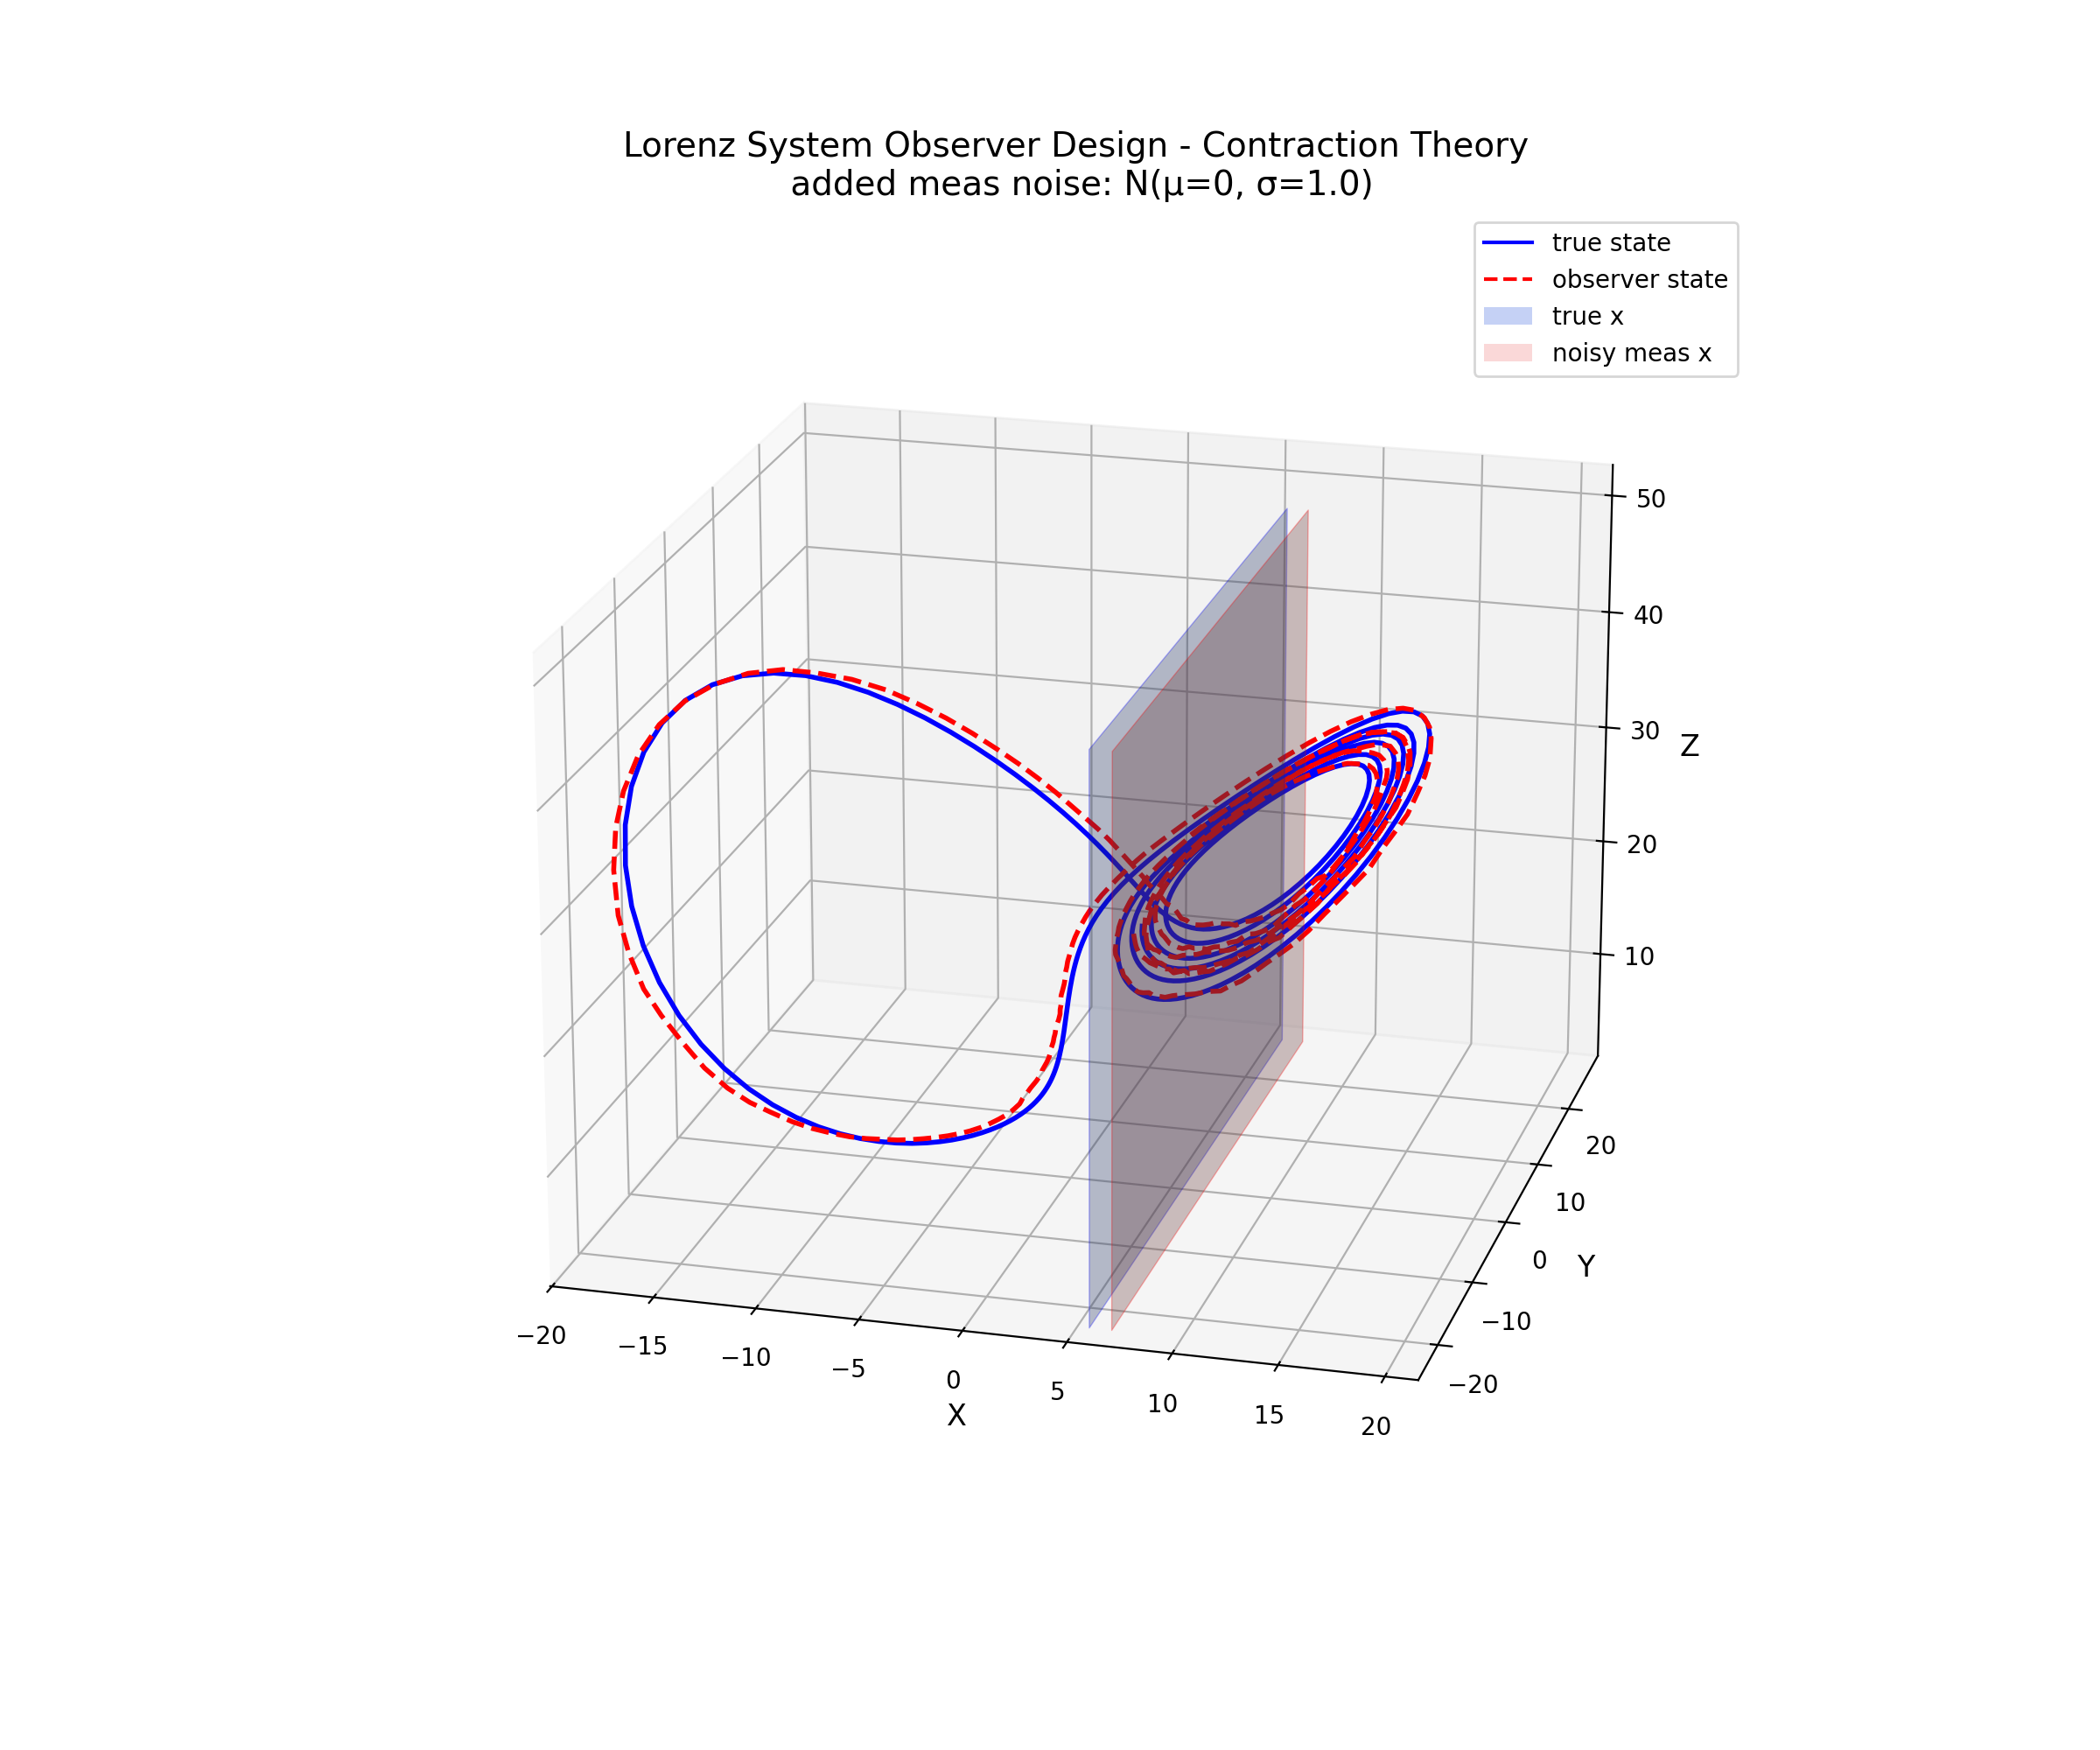 Lorenz System Observer Design - Contraction Theory
added meas noise: N(μ=0, σ=1.0)
true state
observer state
true x
noisy meas x
50
40
30
Z
20
10
20
10
0
Y
−10
−20
−20
−15
−10
−5
0
5
10
15
20
X